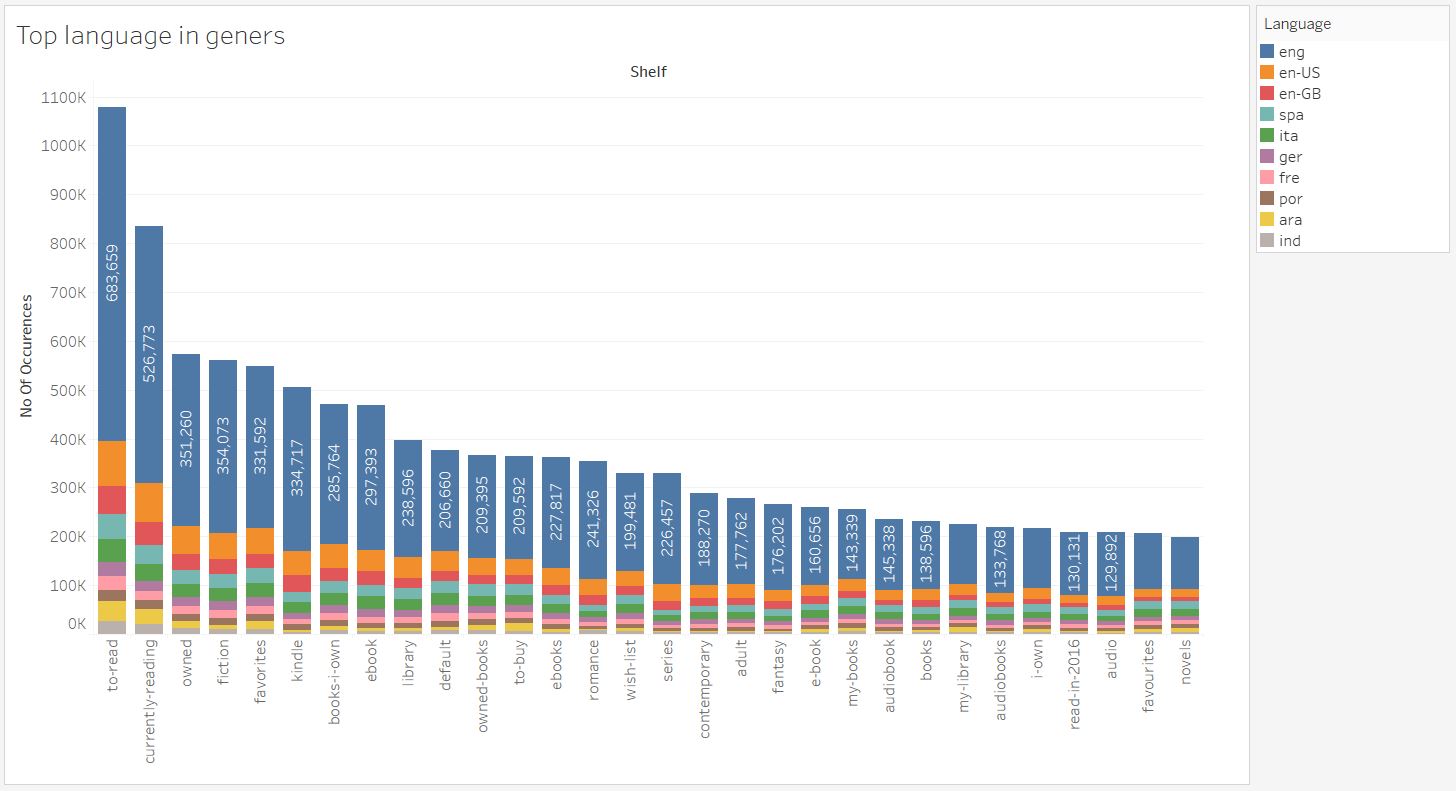 Top language in geners
Shelf
No Of Occurences
1100K
1000K
900K
800K
700K
600K
500K
400K
300K
200K
100K
0K
683,659
526,773
351,260
354,073
331,592
334,717
285,764
297,393
238,596
206,660
209,395
209,592
227,817
241,326
199,481
226,457
188,270
177,762
176,202
160,656
143,339
145,338
138,596
133,768
130,131
129,892
to-read
currently-reading
owned
fiction
favorites
kindle
books-i-own
ebook
library
default
owned-books
to-buy
ebooks
romance
wish-list
series
contemporary
adult
fantasy
e-book
my-books
audiobook
books
my-library
audiobooks
i-own
read-in-2016
audio
favourites
novels
Language
eng
en-US
en-GB
spa
ita
ger
fre
por
ara
ind